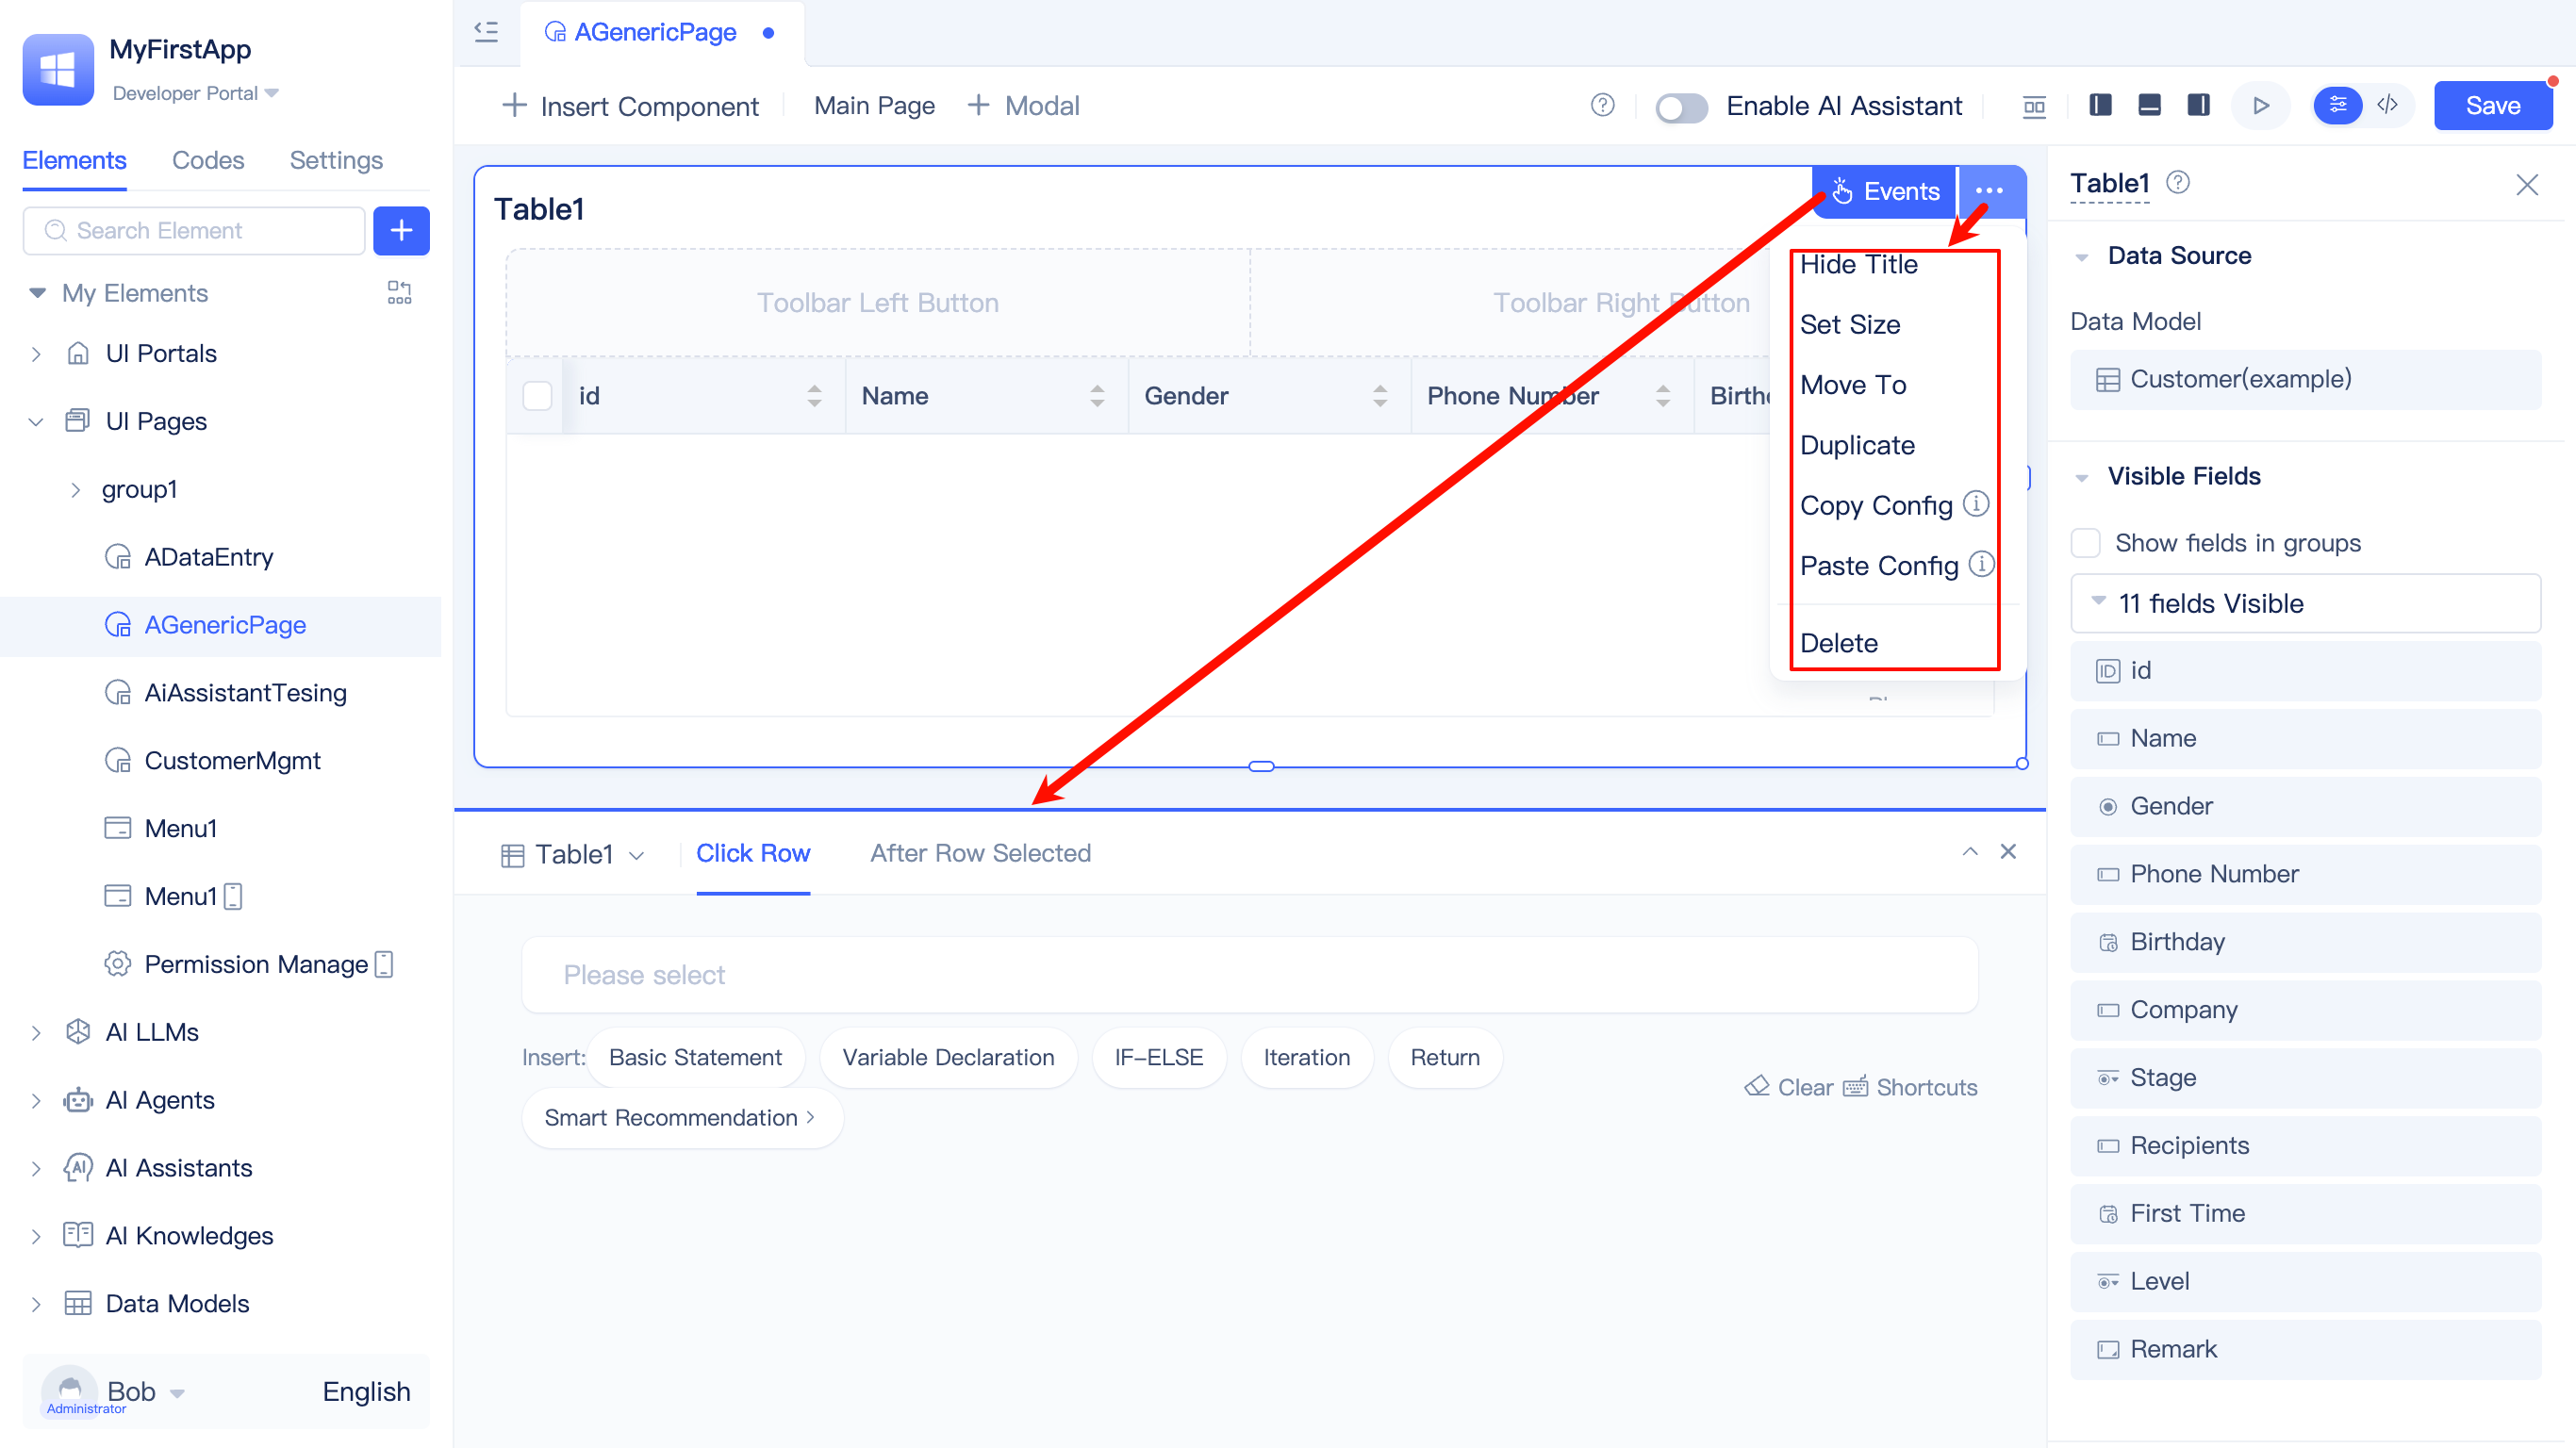 MyFirstApp
Developer Portal
Elements Codes Settings
Search Element
My Elements
UI Portals
UI Pages
group1
ADataEntry
AGenericPage
AiAssistantTesing
CustomerMgmt
Menu1
Menu1
Permission Manage
AI LLMs
AI Agents
AI Assistants
AI Knowledges
Data Models
Bob
Administrator
English
AGenericPage
Insert Component Main Page Modal
Enable AI Assistant
Save
Table1
Events
Toolbar Left Button Toolbar Right Button
id Name Gender Phone Number
Hide Title
Set Size
Move To
Duplicate
Copy Config
Paste Config
Delete
Table1 Click Row After Row Selected
Please select
Insert: Basic Statement Variable Declaration IF-ELSE Iteration Return
Smart Recommendation
Clear Shortcuts
Table1
Data Source
Data Model
Customer(example)
Visible Fields
Show fields in groups
11 fields Visible
id
Name
Gender
Phone Number
Birthday
Company
Stage
Recipients
First Time
Level
Remark